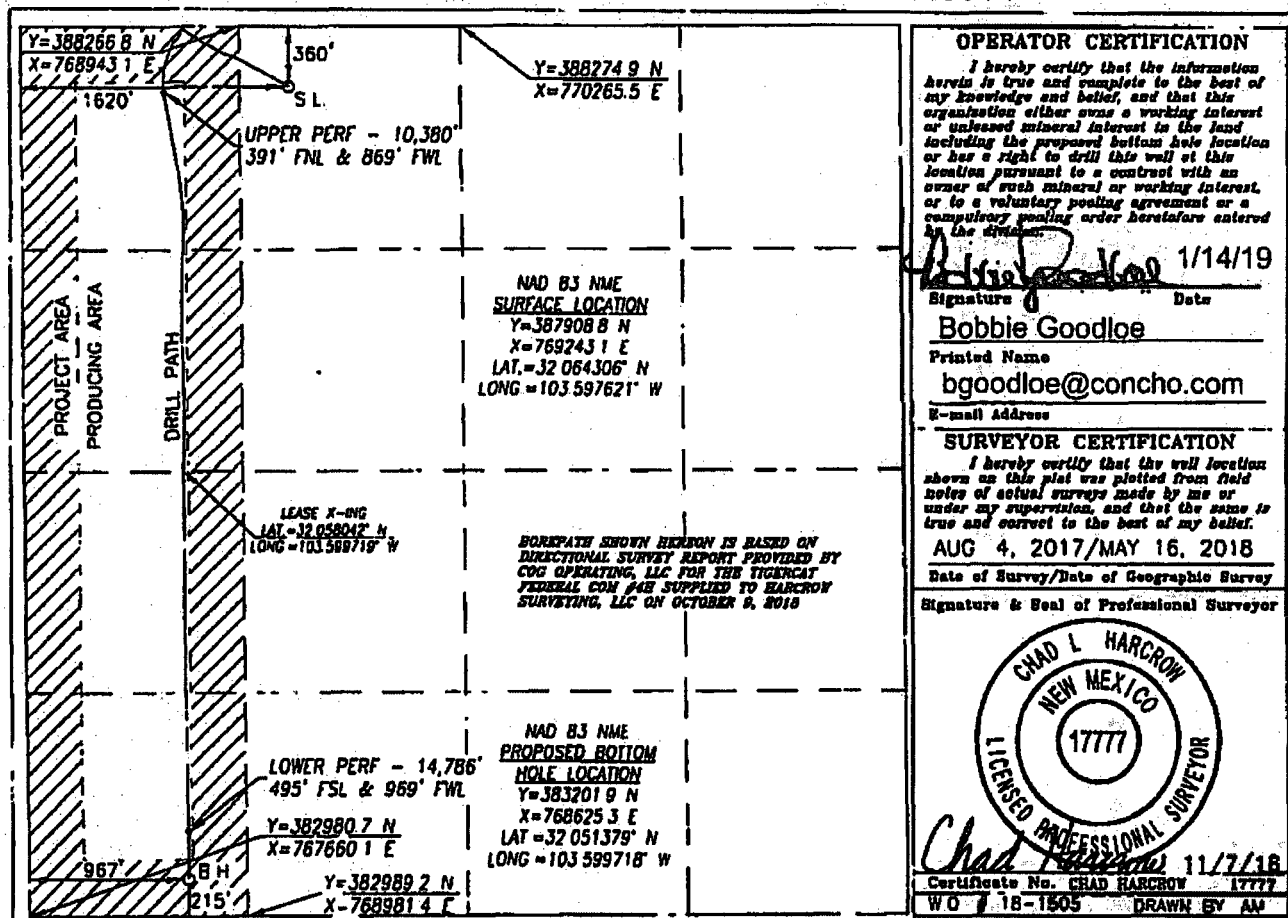 Y=388266 8 N
X=768943 1 E
360'
1620'
S L.
Y=388274 9 N
X=770265.5 E
UPPER PERF - 10,380'
391' FNL & 869' FWL
PROJECT AREA
PRODUCING AREA
DRILL PATH
NAD 83 NME
SURFACE LOCATION
Y=387908 8 N
X=769243 1 E
LAT.=32 064306° N
LONG =103 597621° W
LEASE X-ING
LAT.=32 058042° N
LONG =103 599719° W
BOREPATH SHOWN HEREON IS BASED ON
DIRECTIONAL SURVEY REPORT PROVIDED BY
COG OPERATING, LLC FOR THE TIGERCAT
FEDERAL COM #4H SUPPLIED TO HARCROW
SURVEYING, LLC ON OCTOBER 9, 2018
LOWER PERF - 14,786'
495' FSL & 969' FWL
NAD 83 NME
PROPOSED BOTTOM
HOLE LOCATION
Y=383201 9 N
X=768625 3 E
LAT =32 051379° N
LONG =103 599718° W
Y=382980.7 N
X=767660 1 E
967'
B H
215'
Y=382989.2 N
X-768981 4 E
OPERATOR CERTIFICATION
I hereby certify that the information
herein is true and complete to the best of
my knowledge and belief, and that this
organization either owns a working interest
or unleased mineral interest in the land
including the proposed bottom hole location
or has a right to drill this well at this
location pursuant to a contract with an
owner of such mineral or working interest,
or to a voluntary pooling agreement or a
compulsory pooling order heretofore entered
by the division.
1/14/19
Signature Date
Bobbie Goodloe
Printed Name
bgoodloe@concho.com
E-mail Address
SURVEYOR CERTIFICATION
I hereby certify that the well location
shown on this plat was plotted from field
notes of actual surveys made by me or
under my supervision, and that the same is
true and correct to the best of my belief.
AUG 4, 2017/MAY 16, 2018
Date of Survey/Date of Geographic Survey
Signature & Seal of Professional Surveyor
CHAD L HARCROW
NEW MEXICO
17777
LICENSED PROFESSIONAL SURVEYOR
Chad Harcrow 11/7/18
Certificate No. CHAD HARCROW 17777
W O # 18-1505 DRAWN BY AM